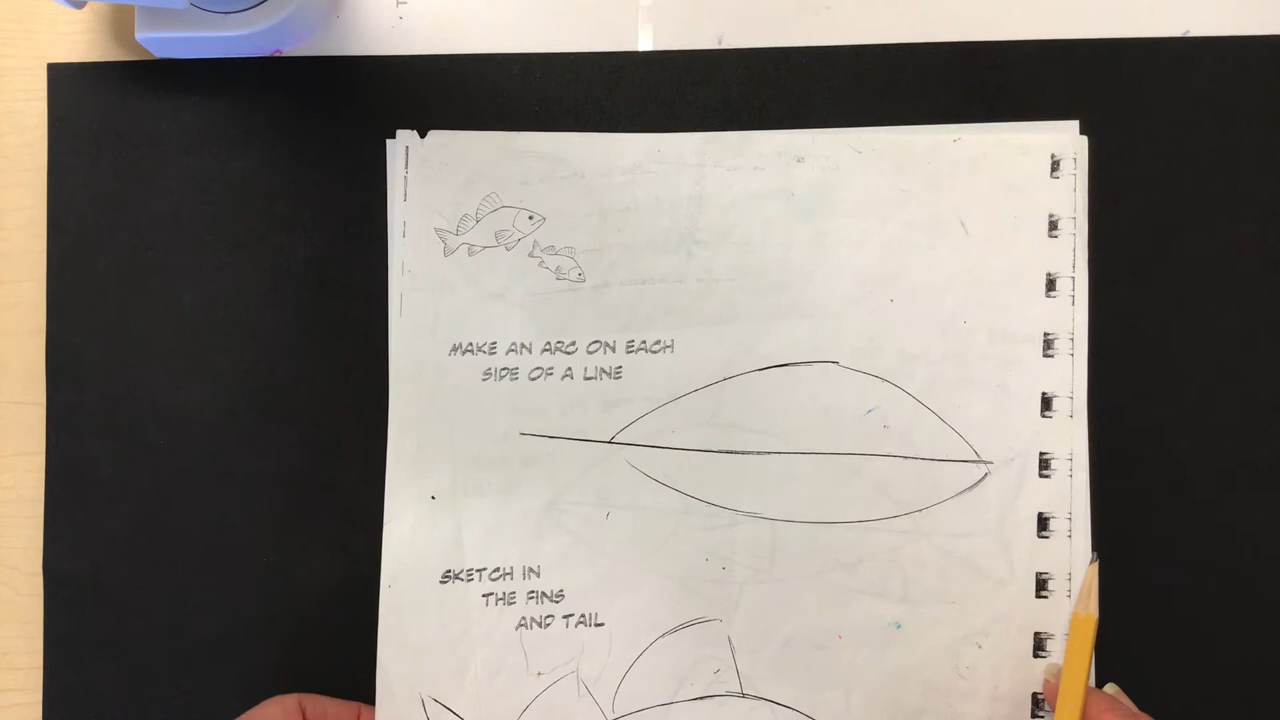 MAKE AN ARC ON EACH
SIDE OF A LINE
SKETCH IN
THE FINS
AND TAIL